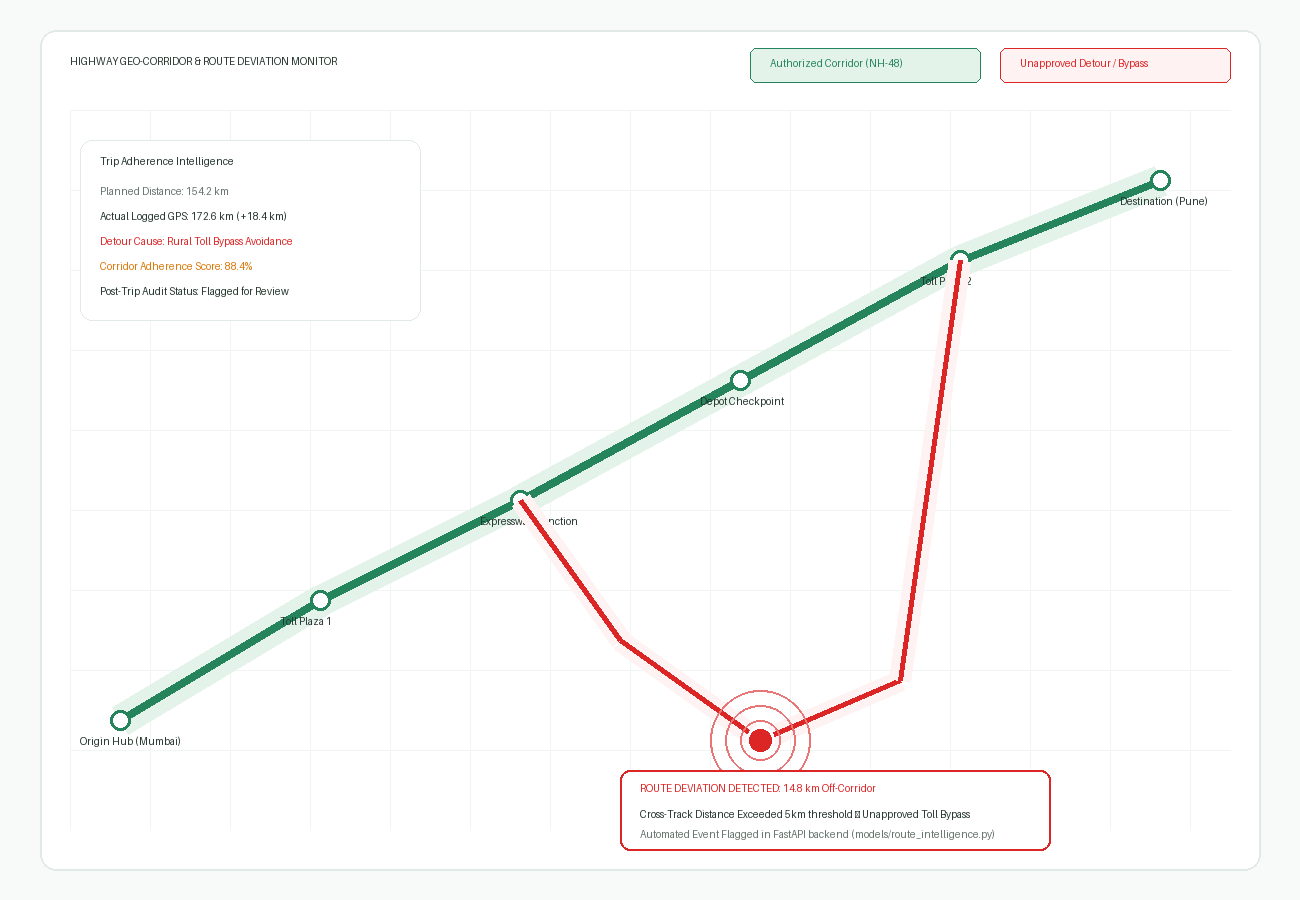 HIGHWAY GEO-CORRIDOR & ROUTE DEVIATION MONITOR
Authorized Corridor (NH-48)
Unapproved Detour / Bypass
Trip Adherence Intelligence
Planned Distance: 154.2 km
Actual Logged GPS: 172.6 km (+18.4 km)
Detour Cause: Rural Toll Bypass Avoidance
Corridor Adherence Score: 88.4%
Post-Trip Audit Status: Flagged for Review
Destination (Pune)
Toll 2
Depot Checkpoint
Toll Plaza 1
Origin Hub (Mumbai)
ROUTE DEVIATION DETECTED: 14.8 km Off-Corridor
Cross-Track Distance Exceeded 5km threshold Unapproved Toll Bypass
Automated Event Flagged in FastAPI backend (models/route_intelligence.py)